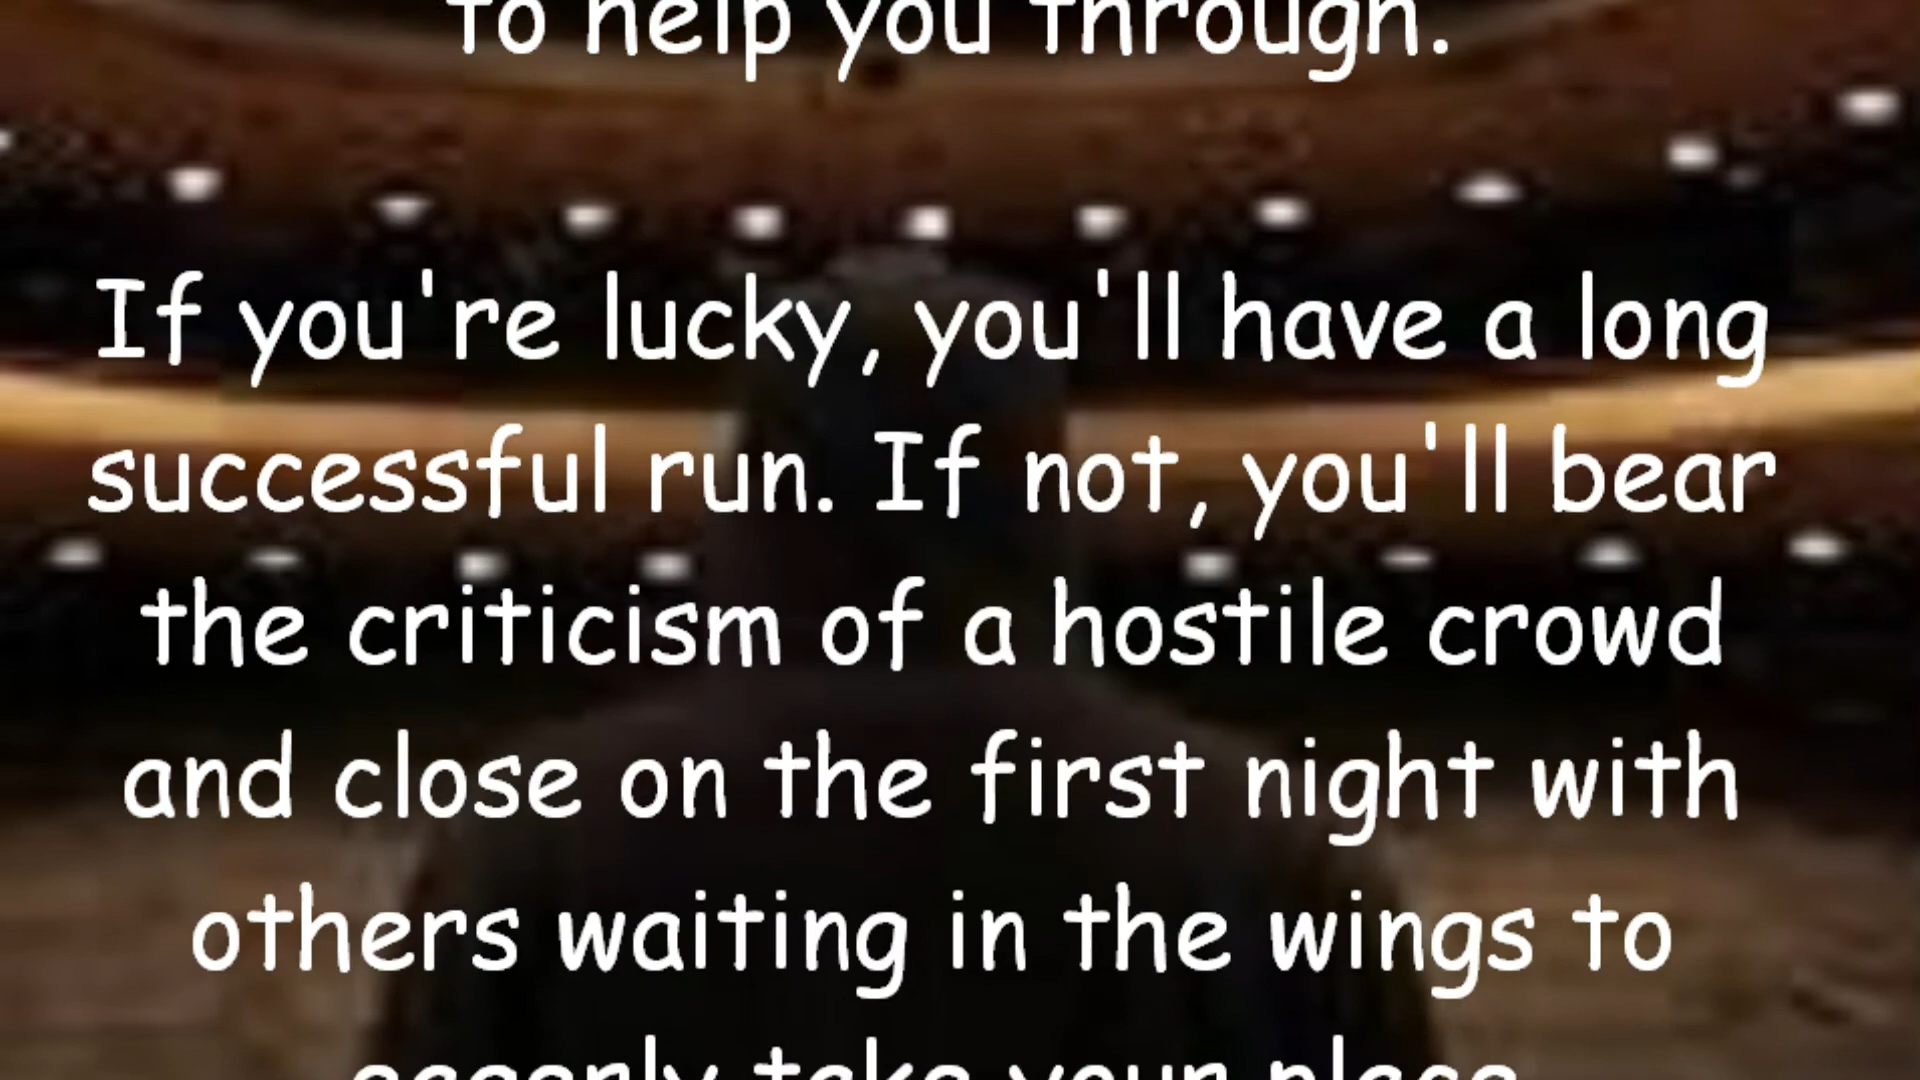 to help you through.
If you're lucky, you'll have a long
successful run. If not, you'll bear
the criticism of a hostile crowd
and close on the first night with
others waiting in the wings to
eagerly take your place